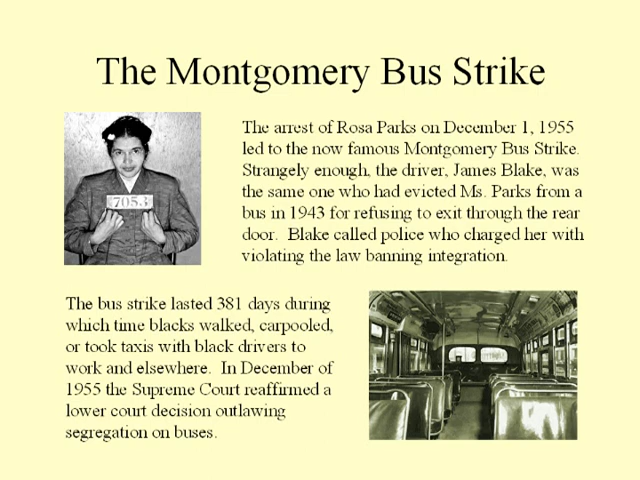 The Montgomery Bus Strike
7053
The arrest of Rosa Parks on December 1, 1955
led to the now famous Montgomery Bus Strike.
Strangely enough, the driver, James Blake, was
the same one who had evicted Ms. Parks from a
bus in 1943 for refusing to exit through the rear
door.  Blake called police who charged her with
violating the law banning integration.
The bus strike lasted 381 days during
which time blacks walked, carpooled,
or took taxis with black drivers to
work and elsewhere.  In December of
1955 the Supreme Court reaffirmed a
lower court decision outlawing
segregation on buses.